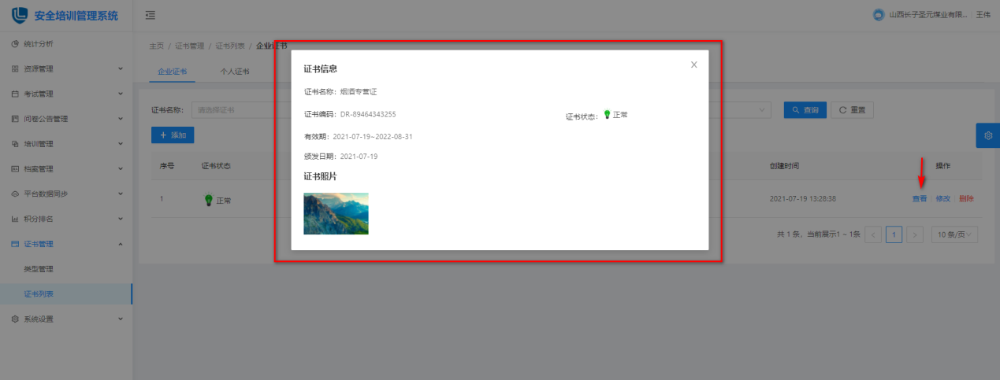 安全培训管理系统
山西长子圣元煤业有限... 王伟
统计分析
资源管理
考试管理
问卷公告管理
培训管理
档案管理
平台数据同步
积分排名
证书管理
类型管理
证书列表
系统设置
主页 / 证书管理 / 证书列表 / 企业证书
企业证书 个人证书
证书名称: 请选择证书
查询 重置
+ 添加
序号 证书状态 创建时间 操作
1 正常 2021-07-19 13:28:38 查看 修改 删除
共 1 条，当前展示1 ~ 1条 < 1 > 10 条/页
证书信息
证书名称: 烟酒专营证
证书编码: DR-89464343255 证书状态: 正常
有效期: 2021-07-19~2022-08-31
颁发日期: 2021-07-19
证书照片